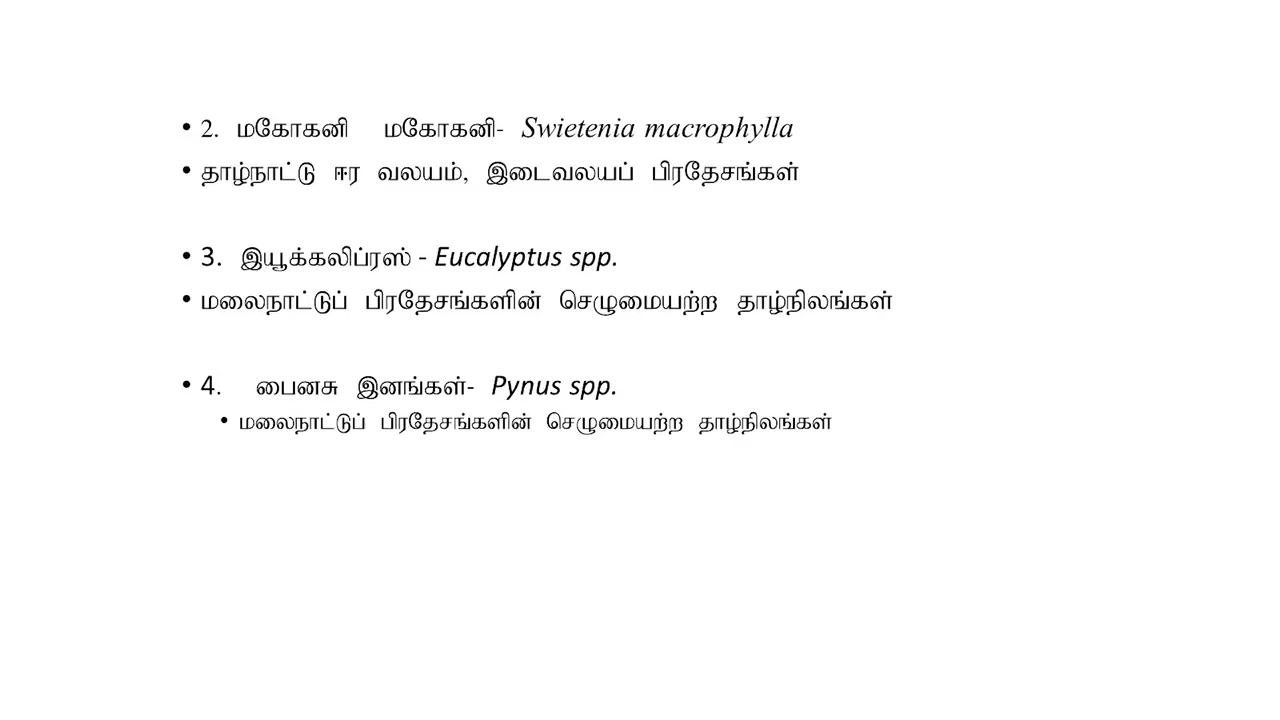 • 2. மகோகனி மகோகனி- Swietenia macrophylla
• தாழ்நாட்டு ஈர வலயம், இடைவலயப் பிரதேசங்கள்
• 3. இயூக்கலிப்ரஸ் - Eucalyptus spp.
• மலைநாட்டுப் பிரதேசங்களின் செழுமையற்ற தாழ்நிலங்கள்
• 4. பைனசு இனங்கள்- Pynus spp.
• மலைநாட்டுப் பிரதேசங்களின் செழுமையற்ற தாழ்நிலங்கள்